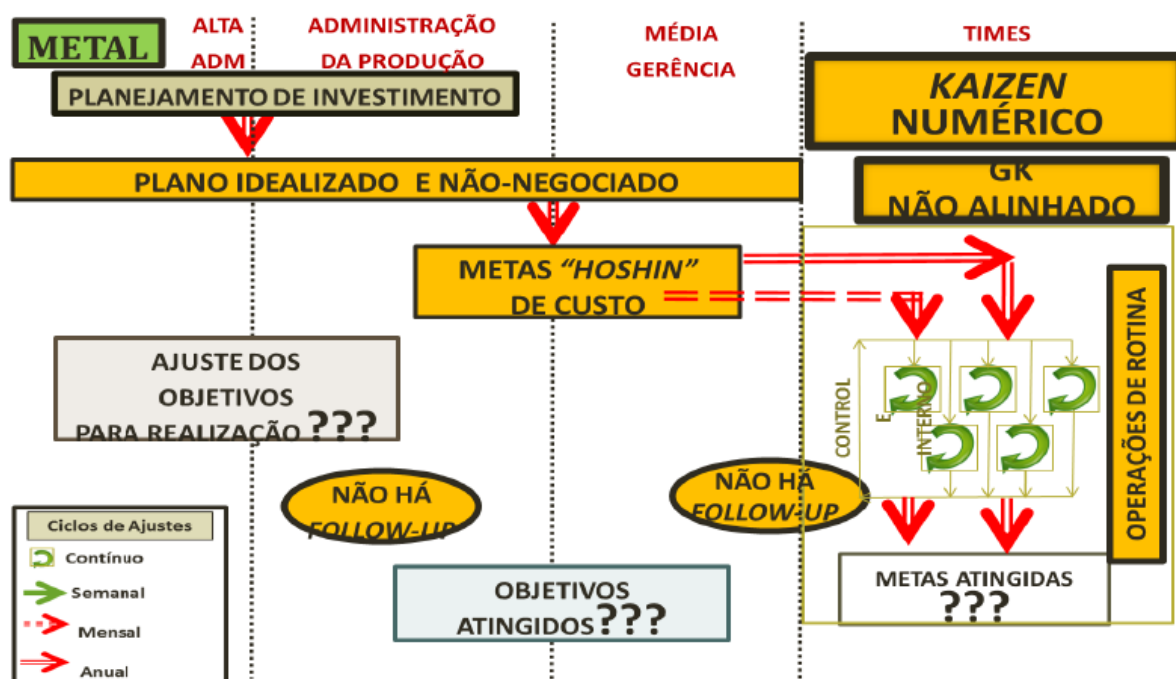 METAL
ALTA
ADM
ADMINISTRAÇÃO
DA PRODUÇÃO
MÉDIA
GERÊNCIA
TIMES
PLANEJAMENTO DE INVESTIMENTO
KAIZEN
NUMÉRICO
PLANO IDEALIZADO E NÃO-NEGOCIADO
GK
NÃO ALINHADO
METAS “HOSHIN”
DE CUSTO
AJUSTE DOS
OBJETIVOS
PARA REALIZAÇÃO ???
CONTROL
E
INTERNO
OPERAÇÕES DE ROTINA
NÃO HÁ
FOLLOW-UP
NÃO HÁ
FOLLOW-UP
OBJETIVOS
ATINGIDOS ???
METAS ATINGIDAS
???
Ciclos de Ajustes
Contínuo
Semanal
Mensal
Anual